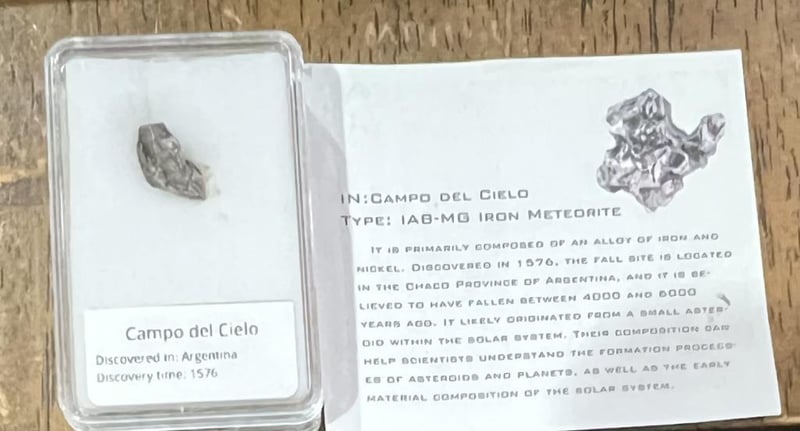 Campo del Cielo
Discovered in: Argentina
Discovery time: 1576
IN:CAMPO DEL CIELO
TYPE: IAB-MG IRON METEORITE
IT IS PRIMARILY COMPOSED OF AN ALLOY OF IRON AND
NICKEL. DISCOVERED IN 1576, THE FALL SITE IS LOCATED
IN THE CHACO PROVINCE OF ARGENTINA, AND IT IS BE-
LIEVED TO HAVE FALLEN BETWEEN 4000 AND 6000
YEARS AGO. IT LIKELY ORIGINATED FROM A SMALL ASTER-
OID WITHIN THE SOLAR SYSTEM. THEIR COMPOSITION CAN
HELP SCIENTISTS UNDERSTAND THE FORMATION PROCESS-
ES OF ASTEROIDS AND PLANETS, AS WELL AS THE EARLY
MATERIAL COMPOSITION OF THE SOLAR SYSTEM.